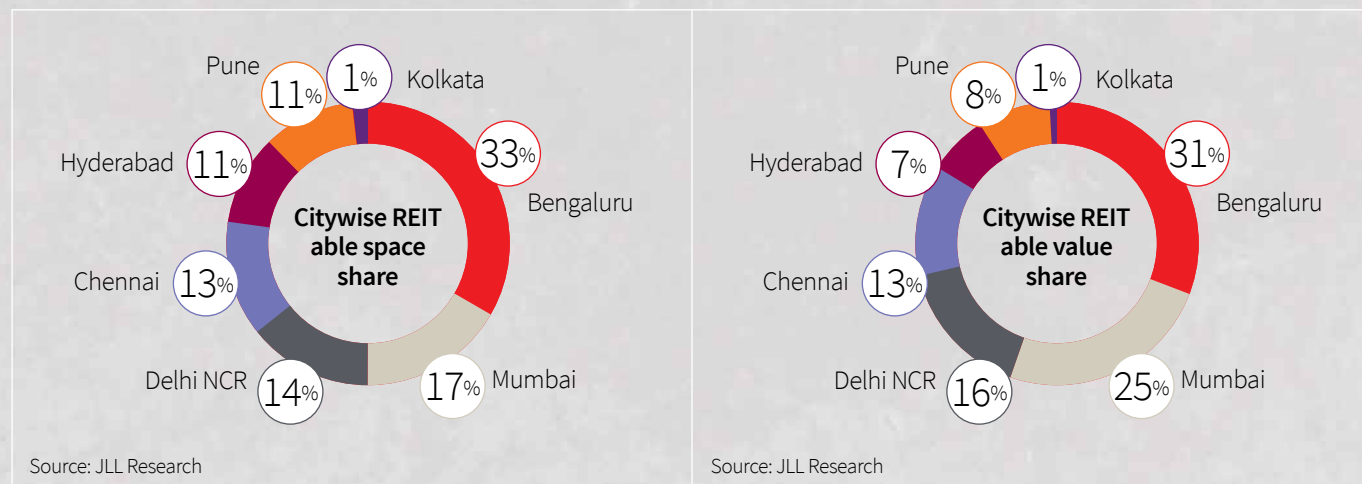 Pune
11%
1%
Kolkata
Hyderabad
11%
33%
Bengaluru
Citywise REIT
able space
share
Chennai
13%
Delhi NCR
14%
17%
Mumbai
Source: JLL Research
Pune
8%
1%
Kolkata
Hyderabad
7%
31%
Bengaluru
Citywise REIT
able value
share
Chennai
13%
Delhi NCR
16%
25%
Mumbai
Source: JLL Research